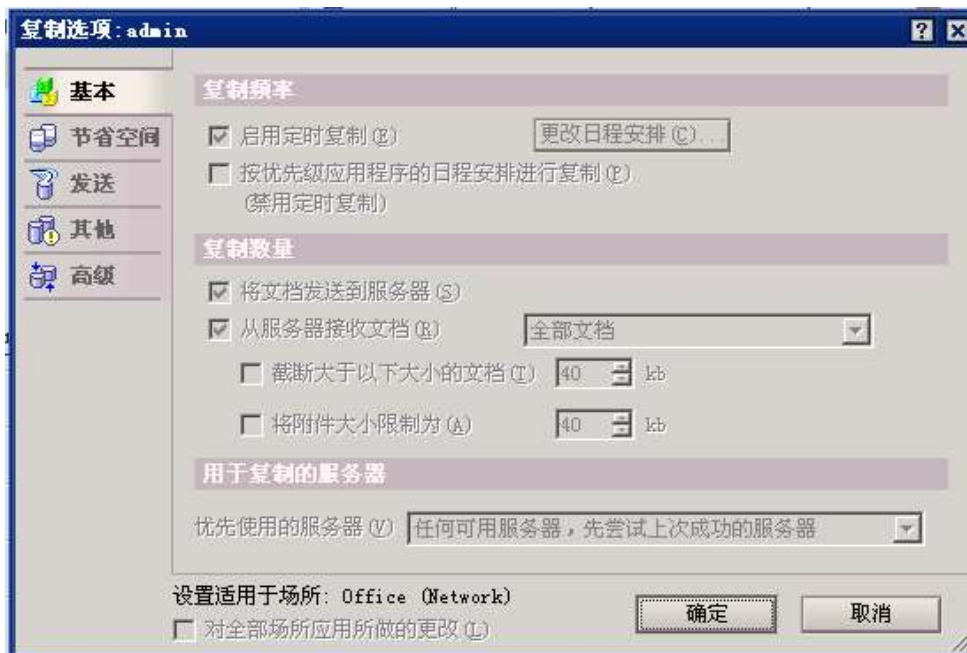 复制选项:admin
基本
节省空间
发送
其他
高级
复制频率
启用定时复制(E)
更改日程安排(C)...
按优先级应用程序的日程安排进行复制(P)
(禁用定时复制)
复制数量
将文档发送到服务器(S)
从服务器接收文档(R)
全部文档
截断大于以下大小的文档(T) 40 kb
将附件大小限制为(A) 40 kb
用于复制的服务器
优先使用的服务器(V) 任何可用服务器，先尝试上次成功的服务器
设置适用于场所: Office (Network)
对全部场所应用所做的更改(L)
确定
取消